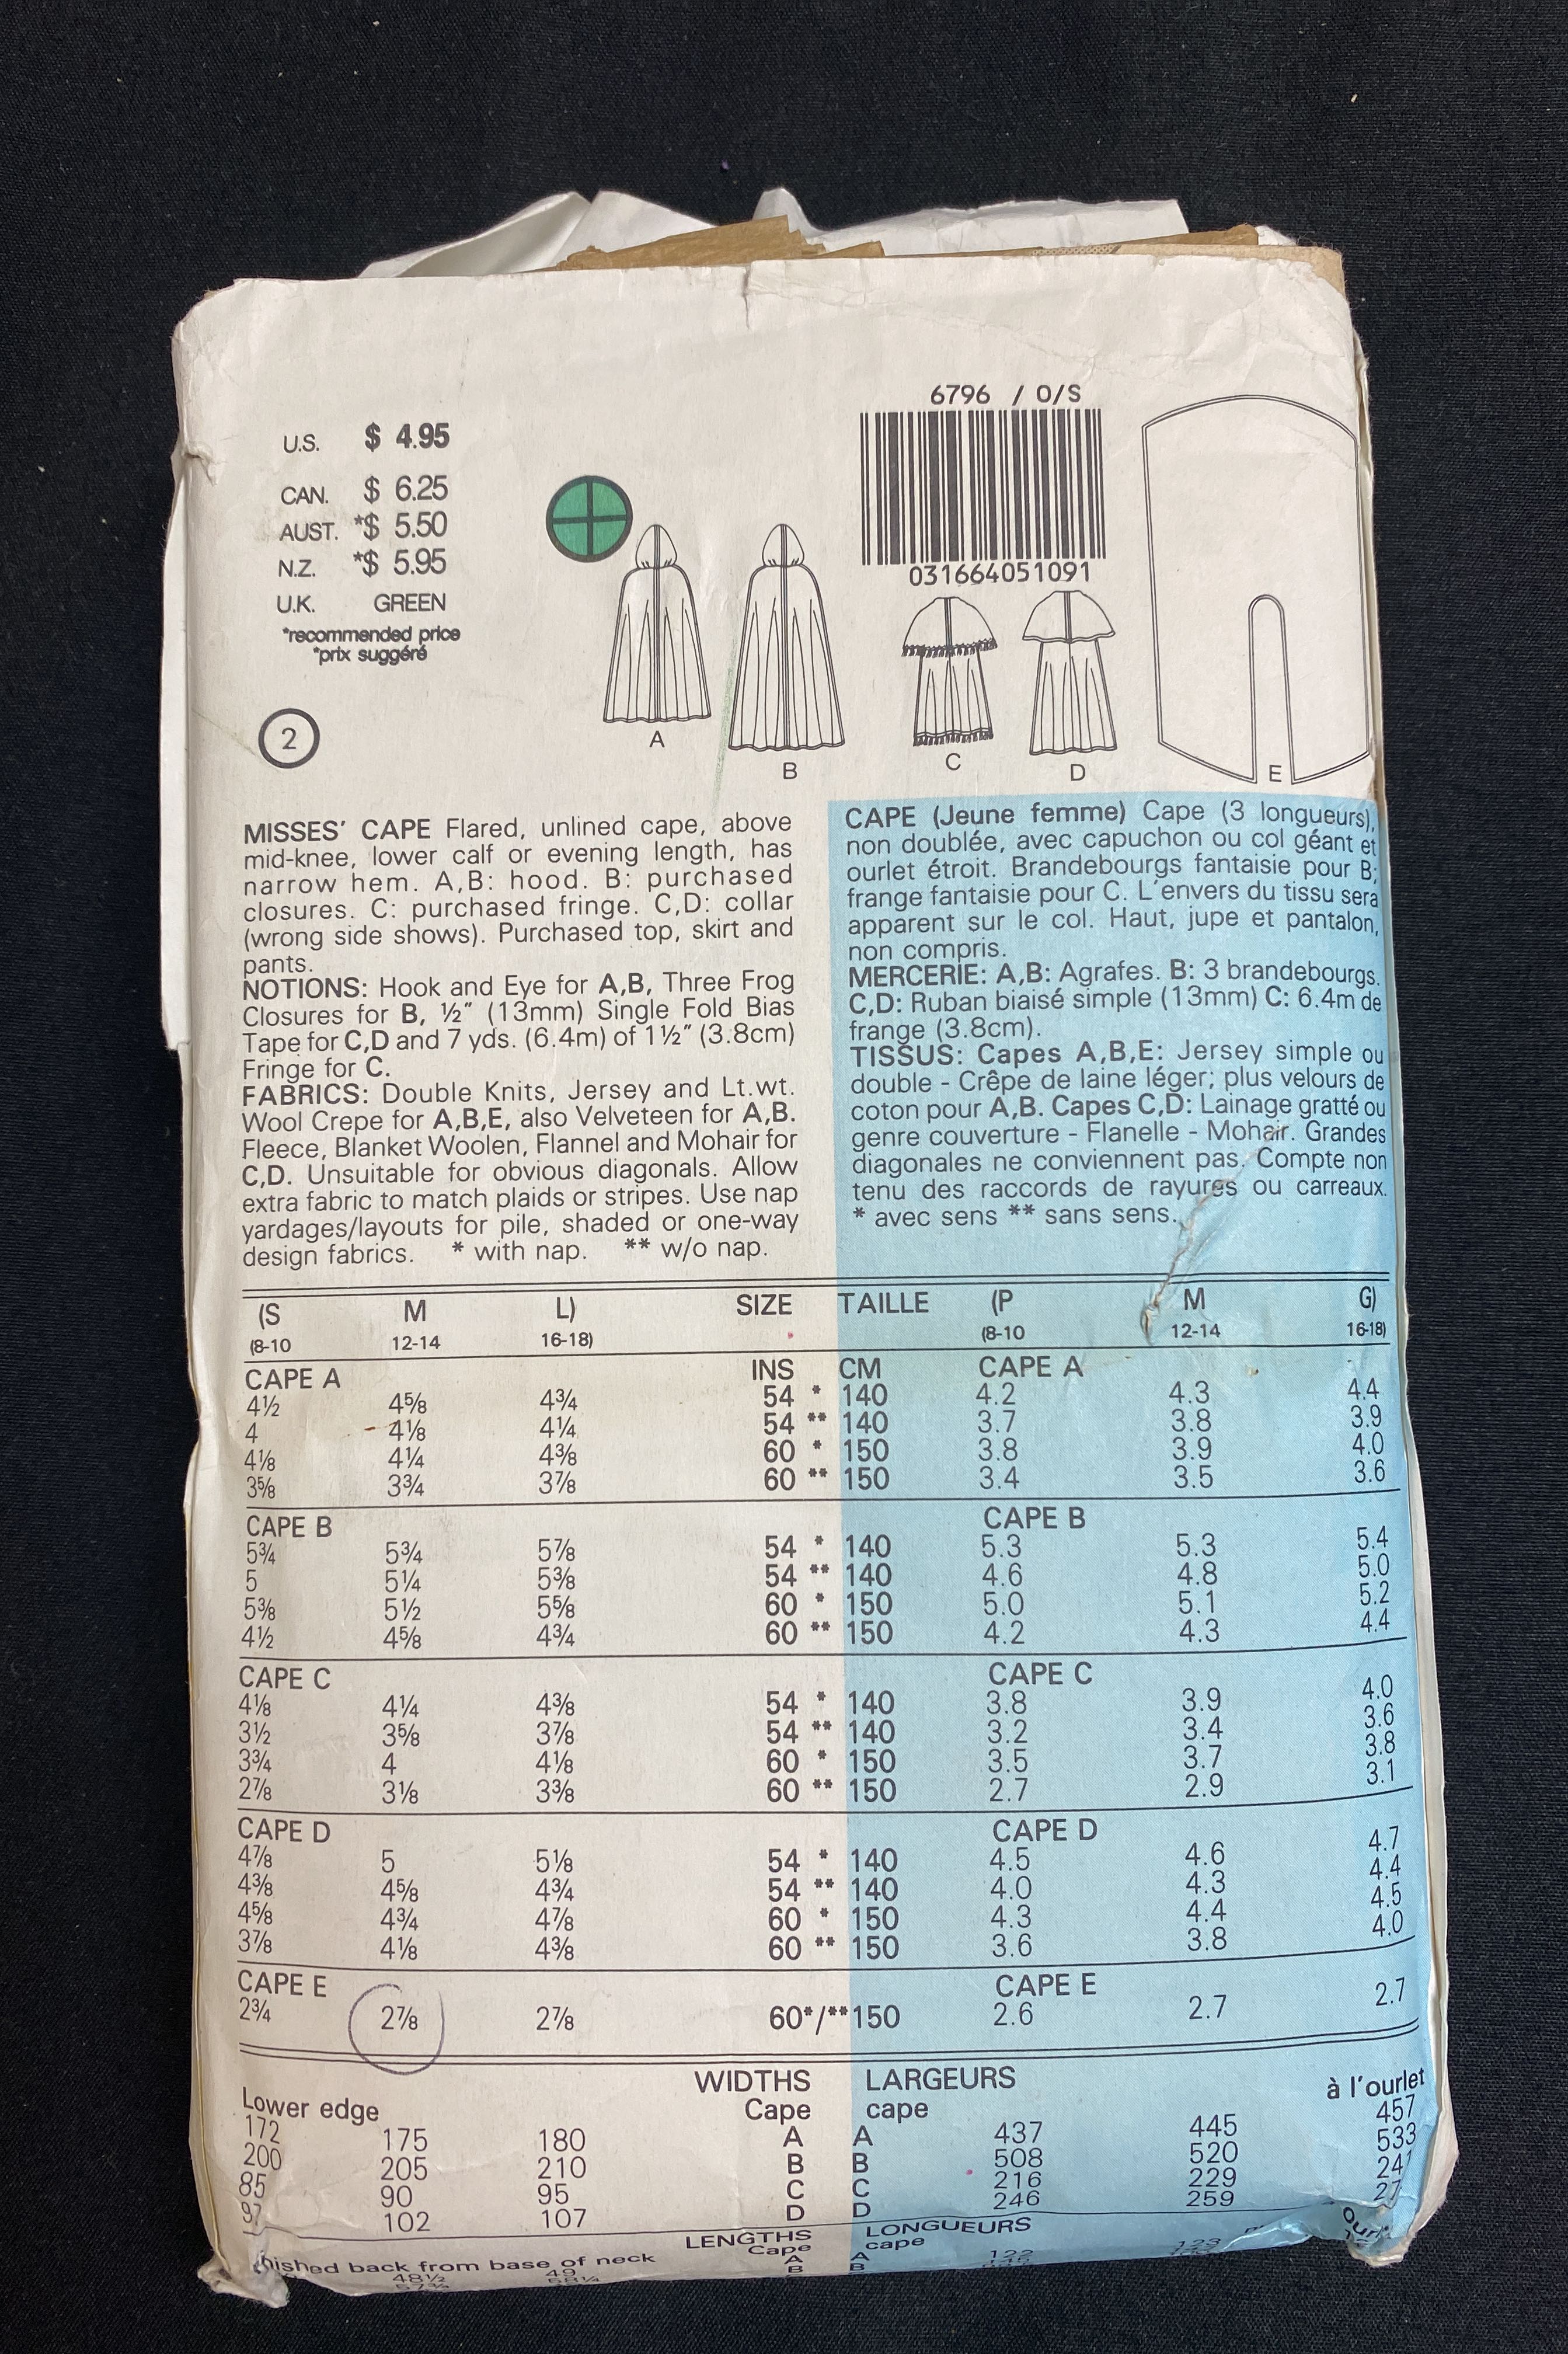 6796 / O/S
U.S. $ 4.95
CAN. $ 6.25
AUST. *$ 5.50
N.Z. *$ 5.95
U.K. GREEN
*recommended price
*prix suggéré
2
031664051091
A
B
C
D
E
MISSES' CAPE Flared, unlined cape, above
mid-knee, lower calf or evening length, has
narrow hem. A,B: hood. B: purchased
closures. C: purchased fringe. C,D: collar
(wrong side shows). Purchased top, skirt and
pants.
NOTIONS: Hook and Eye for A,B, Three Frog
Closures for B, ½" (13mm) Single Fold Bias
Tape for C,D and 7 yds. (6.4m) of 1½" (3.8cm)
Fringe for C.
FABRICS: Double Knits, Jersey and Lt.wt.
Wool Crepe for A,B,E, also Velveteen for A,B.
Fleece, Blanket Woolen, Flannel and Mohair for
C,D. Unsuitable for obvious diagonals. Allow
extra fabric to match plaids or stripes. Use nap
yardages/layouts for pile, shaded or one-way
design fabrics. * with nap. ** w/o nap.
CAPE (Jeune femme) Cape (3 longueurs),
non doublée, avec capuchon ou col géant et
ourlet étroit. Brandebourgs fantaisie pour B;
frange fantaisie pour C. L'envers du tissu sera
apparent sur le col. Haut, jupe et pantalon,
non compris.
MERCERIE: A,B: Agrafes. B: 3 brandebourgs.
C,D: Ruban biaisé simple (13mm) C: 6.4m de
frange (3.8cm).
TISSUS: Capes A,B,E: Jersey simple ou
double - Crêpe de laine léger; plus velours de
coton pour A,B. Capes C,D: Lainage gratté ou
genre couverture - Flanelle - Mohair. Grandes
diagonales ne conviennent pas. Compte non
tenu des raccords de rayures ou carreaux.
* avec sens ** sans sens.
(S M L) SIZE TAILLE (P M G)
(8-10 12-14 16-18) (8-10 12-14 16-18)
CAPE A INS CM CAPE A
4½ 4⅝ 4¾ 54 * 140 4.2 4.3 4.4
4 4⅛ 4¼ 54 ** 140 3.7 3.8 3.9
4⅛ 4¼ 4⅜ 60 * 150 3.8 3.9 4.0
3⅝ 3¾ 3⅞ 60 ** 150 3.4 3.5 3.6
CAPE B CAPE B
5¾ 5¾ 5⅞ 54 * 140 5.3 5.3 5.4
5 5¼ 5⅜ 54 ** 140 4.6 4.8 5.0
5⅜ 5½ 5⅝ 60 * 150 5.0 5.1 5.2
4½ 4⅝ 4¾ 60 ** 150 4.2 4.3 4.4
CAPE C CAPE C
4⅛ 4¼ 4⅜ 54 * 140 3.8 3.9 4.0
3½ 3⅝ 3⅞ 54 ** 140 3.2 3.4 3.6
3¾ 4 4⅛ 60 * 150 3.5 3.7 3.8
2⅞ 3⅛ 3⅜ 60 ** 150 2.7 2.9 3.1
CAPE D CAPE D
4⅞ 5 5⅛ 54 * 140 4.5 4.6 4.7
4⅜ 4⅝ 4¾ 54 ** 140 4.0 4.3 4.4
4⅝ 4¾ 4⅞ 60 * 150 4.3 4.4 4.5
3⅞ 4⅛ 4⅜ 60 ** 150 3.6 3.8 4.0
CAPE E CAPE E
2¾ 2⅞ 2⅞ 60*/**150 2.6 2.7 2.7
WIDTHS LARGEURS
Lower edge Cape cape à l'ourlet
172 175 180 A A 437 445 457
200 205 210 B B 508 520 533
85 90 95 C C 216 229
97 102 107 D D 246 259
LENGTHS LONGUEURS
back from base of neck Cape cape
48½ 49 A A 122 123
B B